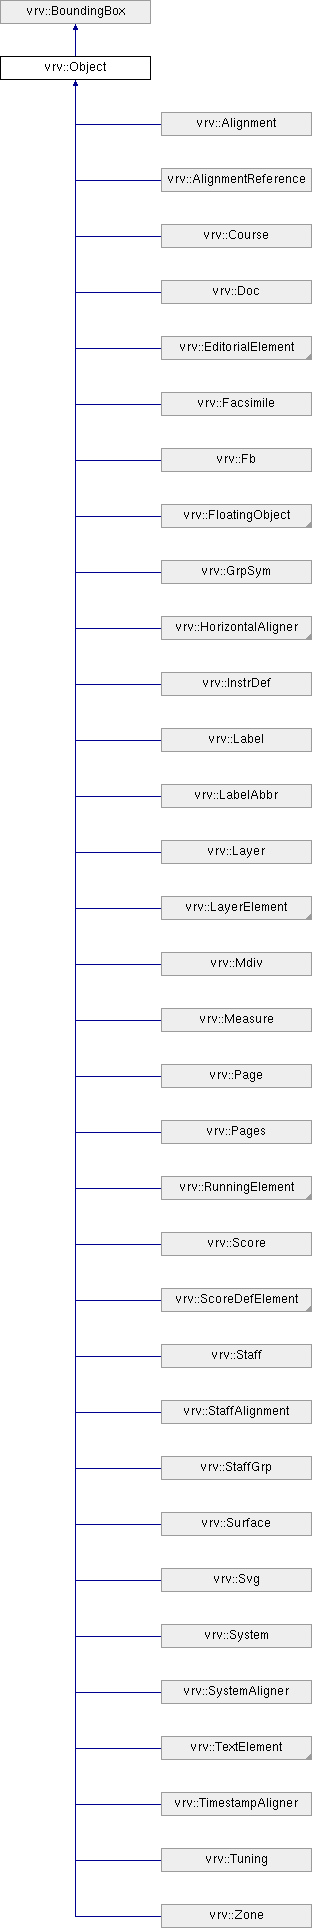 vrv::BoundingBox
vrv::Object
vrv::Alignment
vrv::AlignmentReference
vrv::Course
vrv::Doc
vrv::EditorialElement
vrv::Facsimile
vrv::Fb
vrv::FloatingObject
vrv::GrpSym
vrv::HorizontalAligner
vrv::InstrDef
vrv::Label
vrv::LabelAbbr
vrv::Layer
vrv::LayerElement
vrv::Mdiv
vrv::Measure
vrv::Page
vrv::Pages
vrv::RunningElement
vrv::Score
vrv::ScoreDefElement
vrv::Staff
vrv::StaffAlignment
vrv::StaffGrp
vrv::Surface
vrv::Svg
vrv::System
vrv::SystemAligner
vrv::TextElement
vrv::TimestampAligner
vrv::Tuning
vrv::Zone